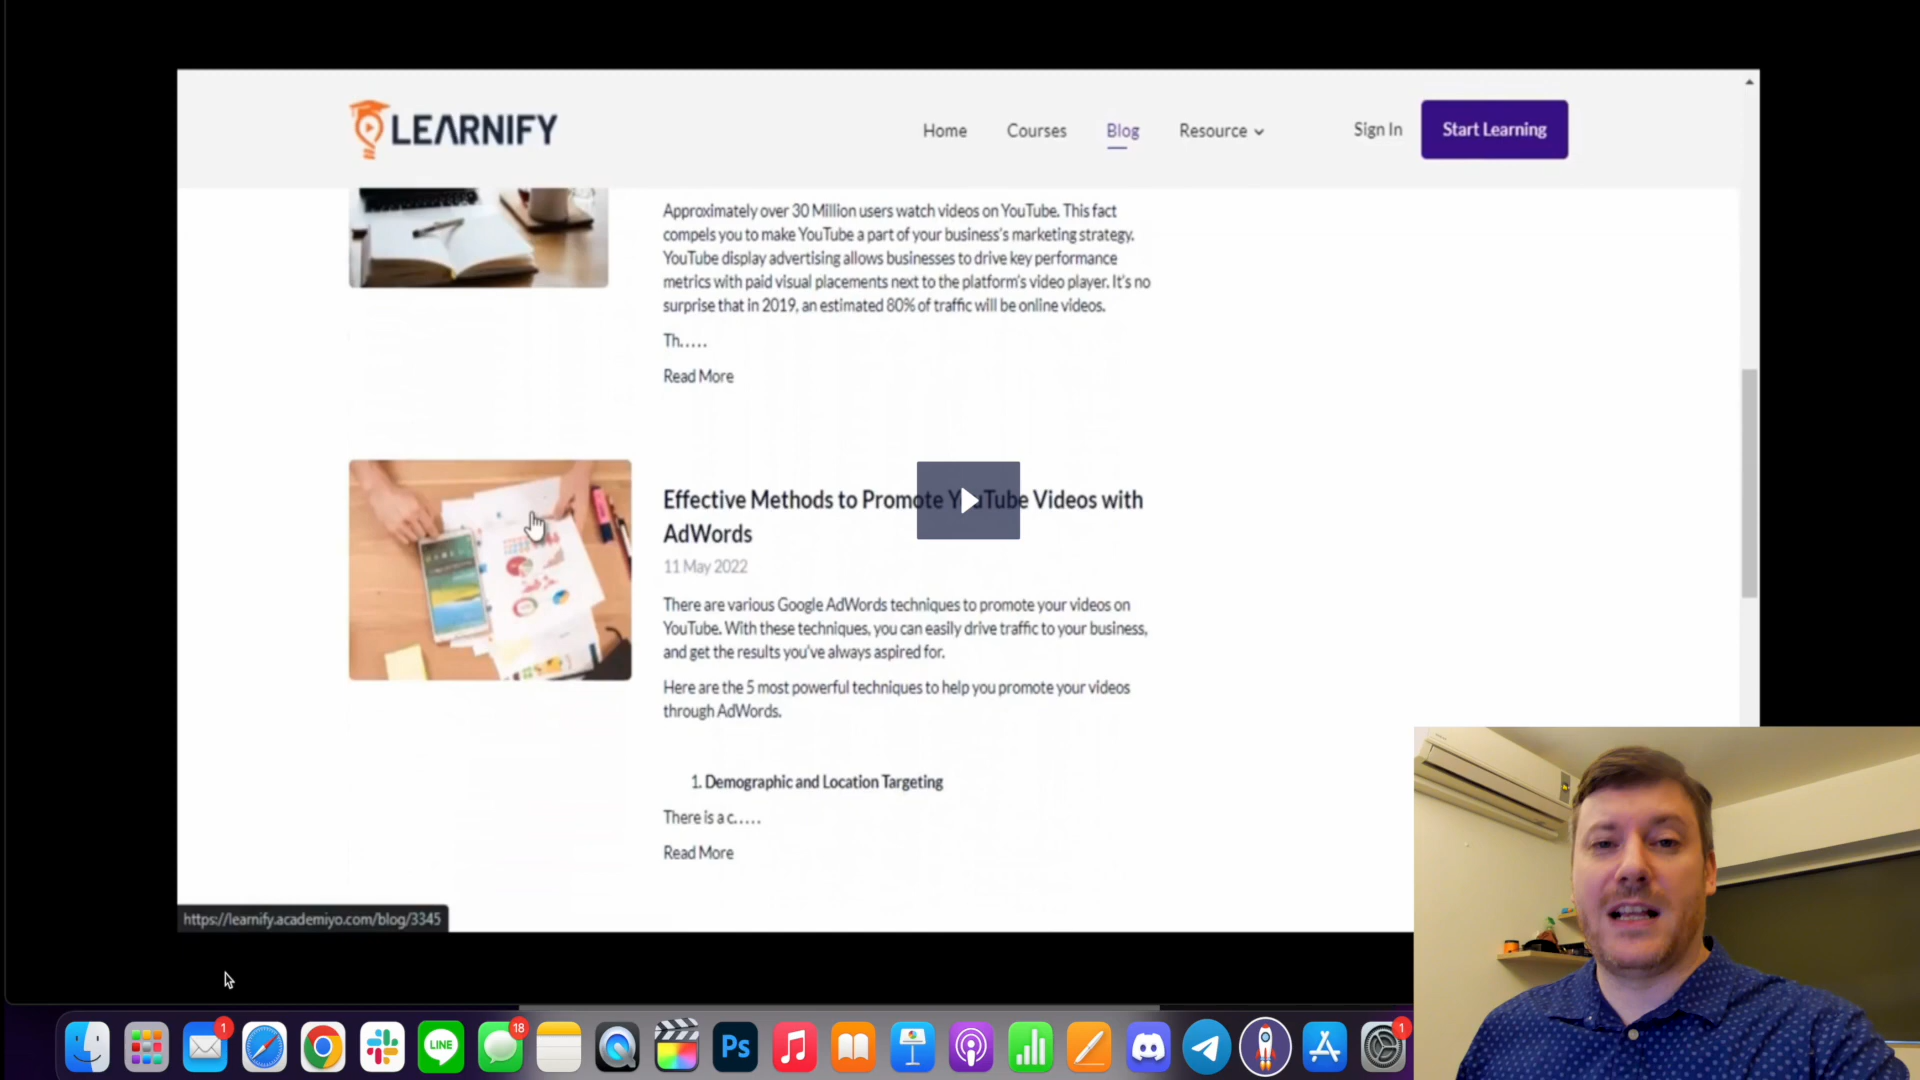 LEARNIFY
Home
Courses
Blog
Resource
Sign In
Start Learning
Approximately over 30 Million users watch videos on YouTube. This fact
compels you to make YouTube a part of your business's marketing strategy.
YouTube display advertising allows businesses to drive key performance
metrics with paid visual placements next to the platform's video player. It's no
surprise that in 2019, an estimated 80% of traffic will be online videos.
Th.....
Read More
Effective Methods to Promote YouTube Videos with
AdWords
11 May 2022
There are various Google AdWords techniques to promote your videos on
YouTube. With these techniques, you can easily drive traffic to your business,
and get the results you've always aspired for.
Here are the 5 most powerful techniques to help you promote your videos
through AdWords.
1. Demographic and Location Targeting
There is a c.....
Read More
https://learnify.academiyo.com/blog/3345
1
LINE
18
Ps
1